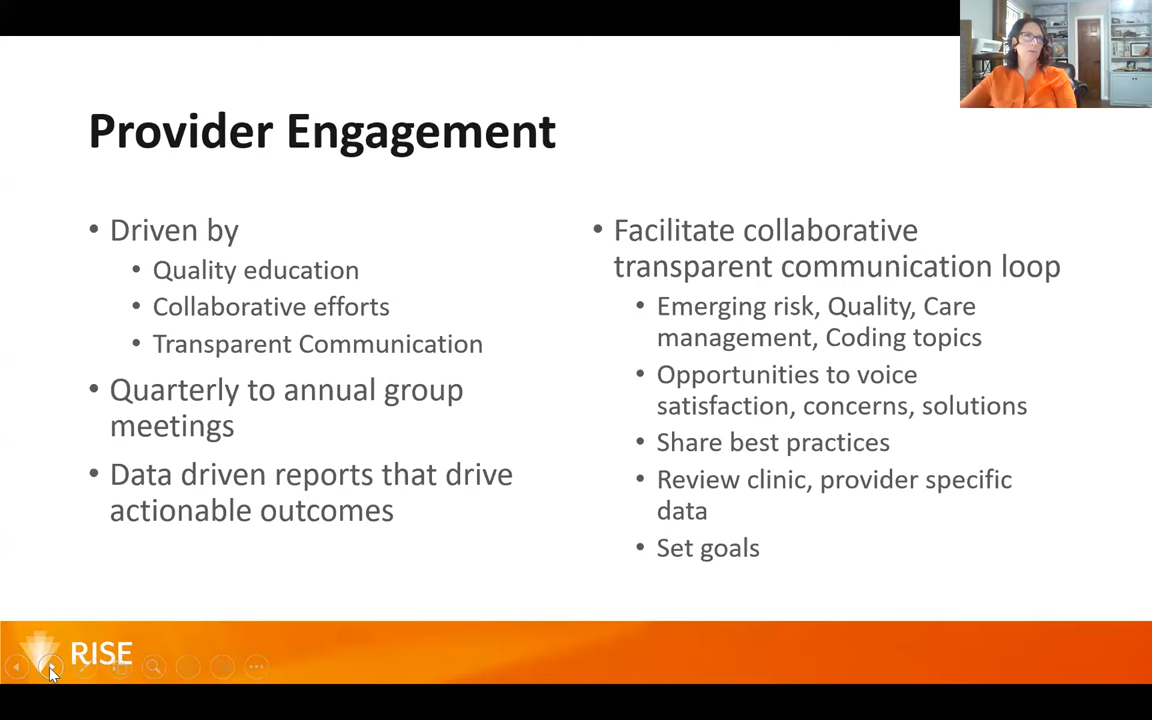 Provider Engagement
• Driven by
• Quality education
• Collaborative efforts
• Transparent Communication
• Quarterly to annual group
meetings
• Data driven reports that drive
actionable outcomes
• Facilitate collaborative
transparent communication loop
• Emerging risk, Quality, Care
management, Coding topics
• Opportunities to voice
satisfaction, concerns, solutions
• Share best practices
• Review clinic, provider specific
data
• Set goals
RISE